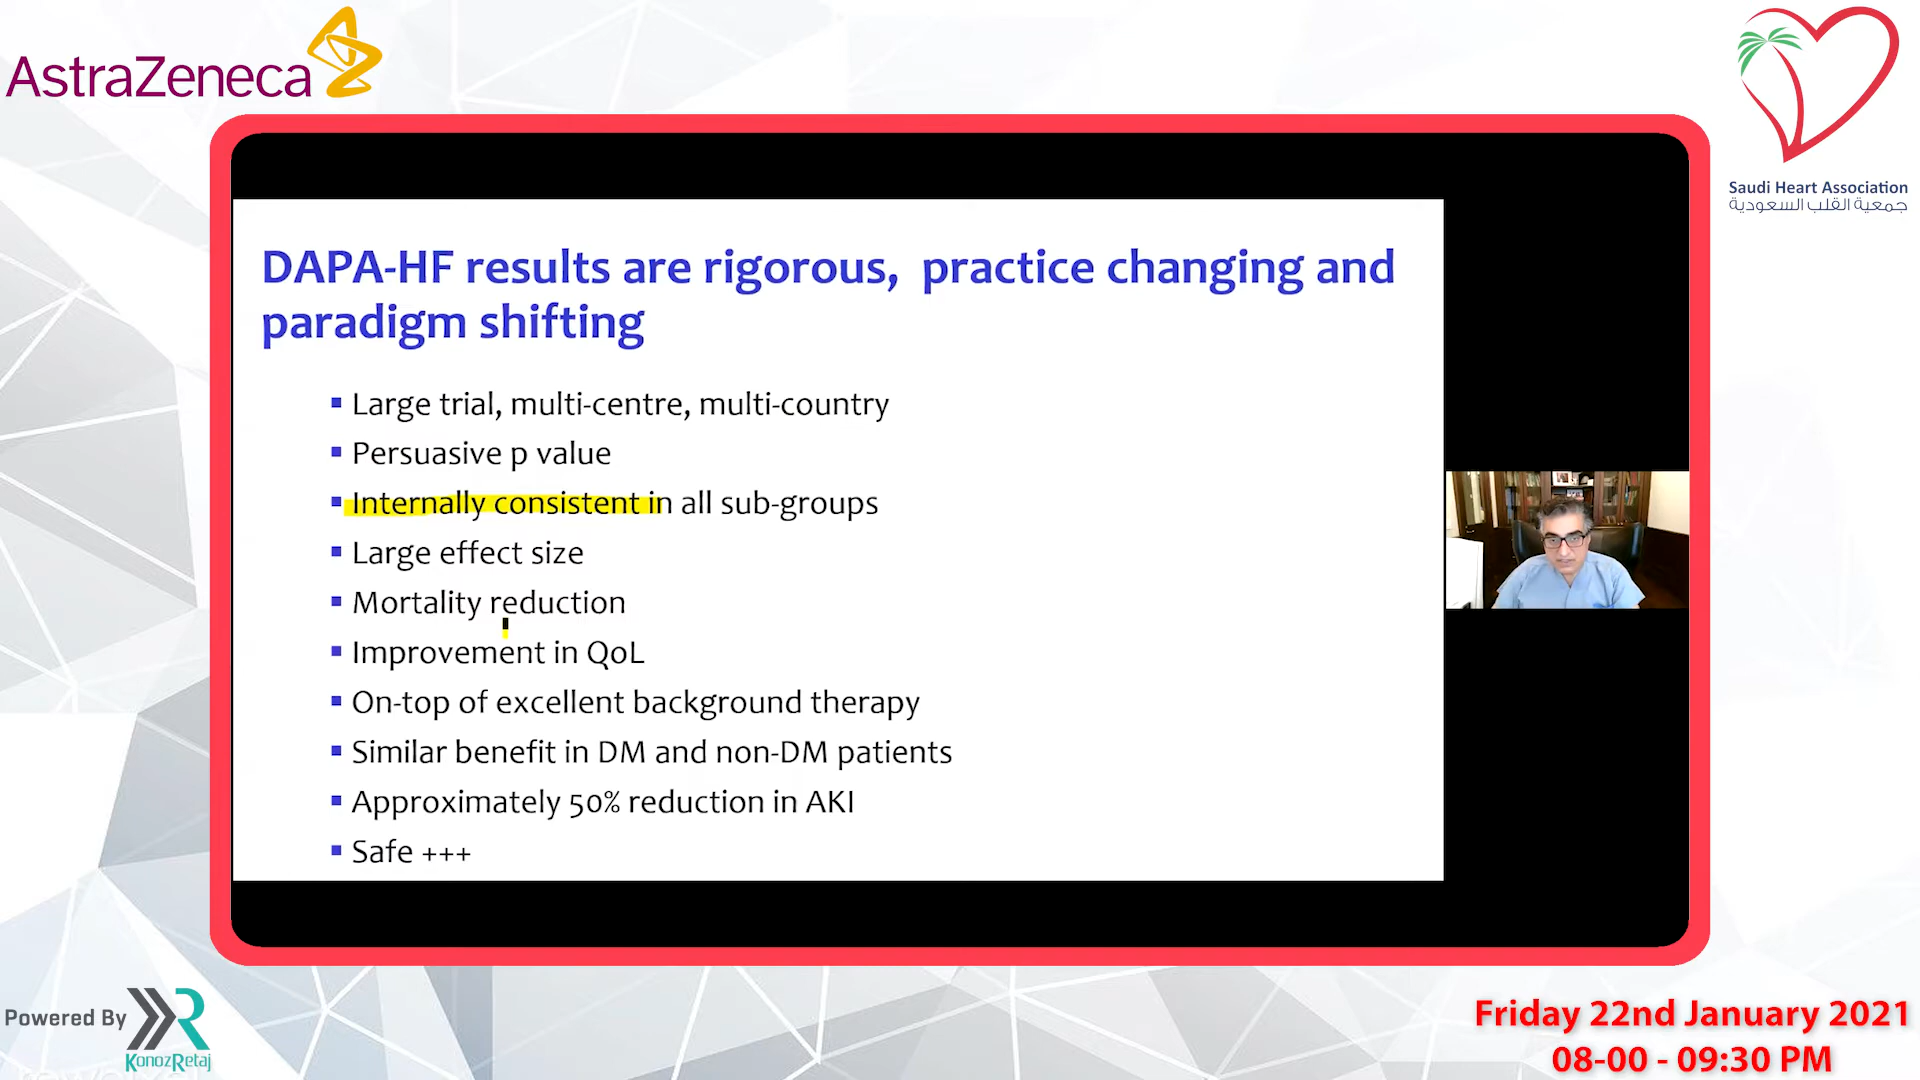 AstraZeneca
Saudi Heart Association
جمعية القلب السعودية
DAPA-HF results are rigorous, practice changing and
paradigm shifting
▪ Large trial, multi-centre, multi-country
▪ Persuasive p value
▪ Internally consistent in all sub-groups
▪ Large effect size
▪ Mortality reduction
▪ Improvement in QoL
▪ On-top of excellent background therapy
▪ Similar benefit in DM and non-DM patients
▪ Approximately 50% reduction in AKI
▪ Safe +++
Powered By
KonozRetaj
Friday 22nd January 2021
08-00 - 09:30 PM